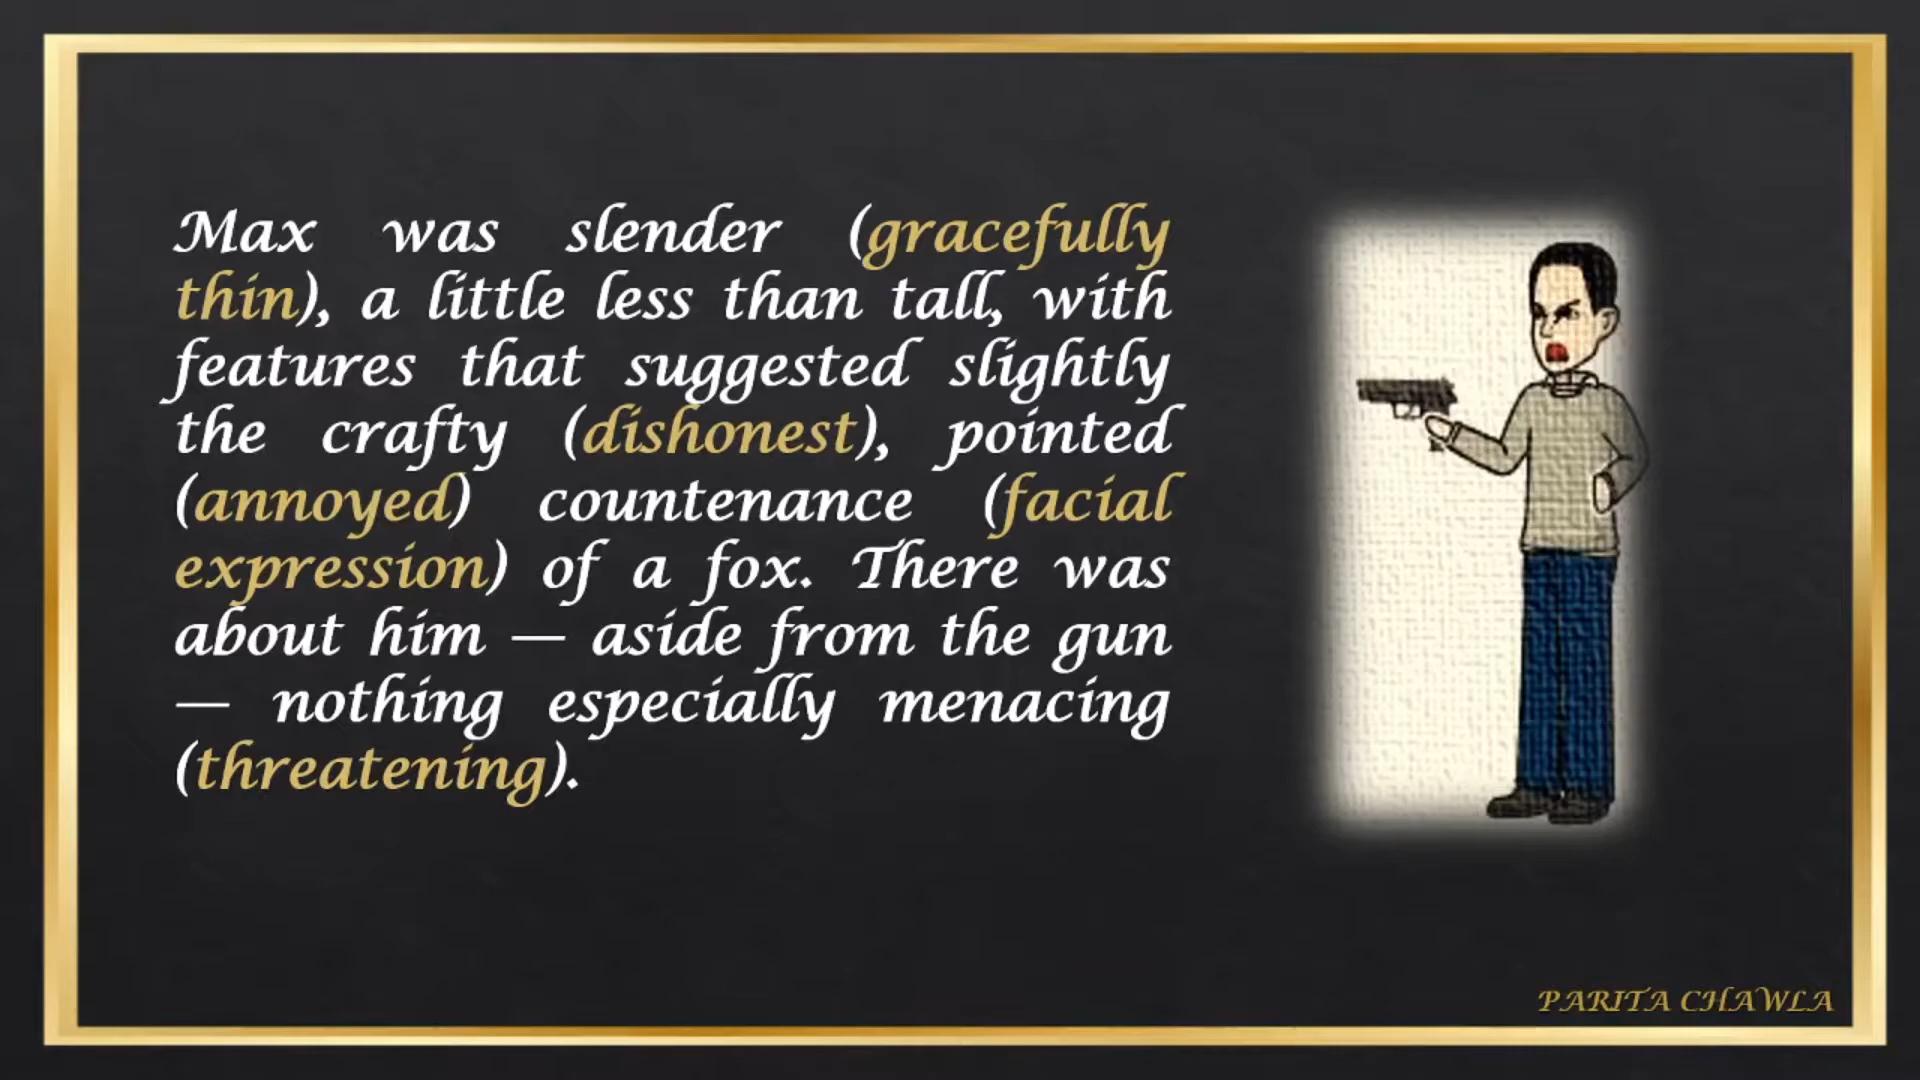 Max was slender (gracefully
thin), a little less than tall, with
features that suggested slightly
the crafty (dishonest), pointed
(annoyed) countenance (facial
expression) of a fox. There was
about him — aside from the gun
— nothing especially menacing
(threatening).
PARITA CHAWLA